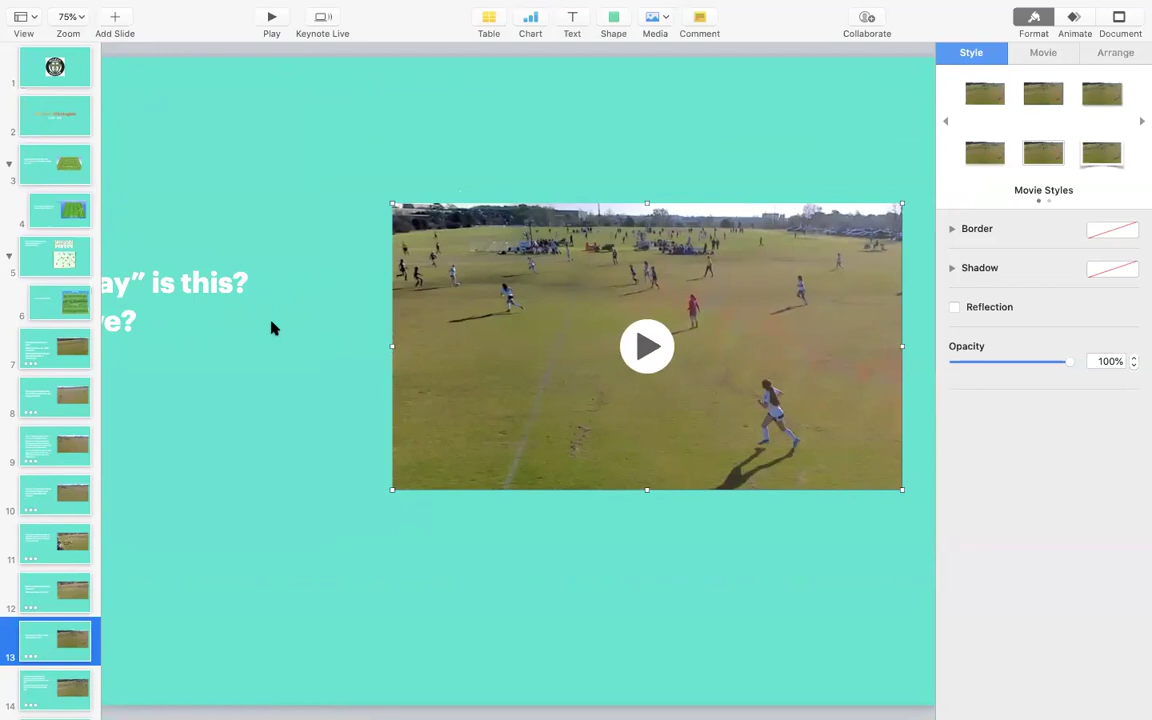 75%
View
Zoom
Add Slide
Play
Keynote Live
Table
Chart
Text
Shape
Media
Comment
Collaborate
Format
Animate
Document
Style
Movie
Arrange
Movie Styles
Border
Shadow
Reflection
Opacity
100%
ay” is this?
ve?
1
2
3
4
5
6
7
8
9
10
11
12
13
14